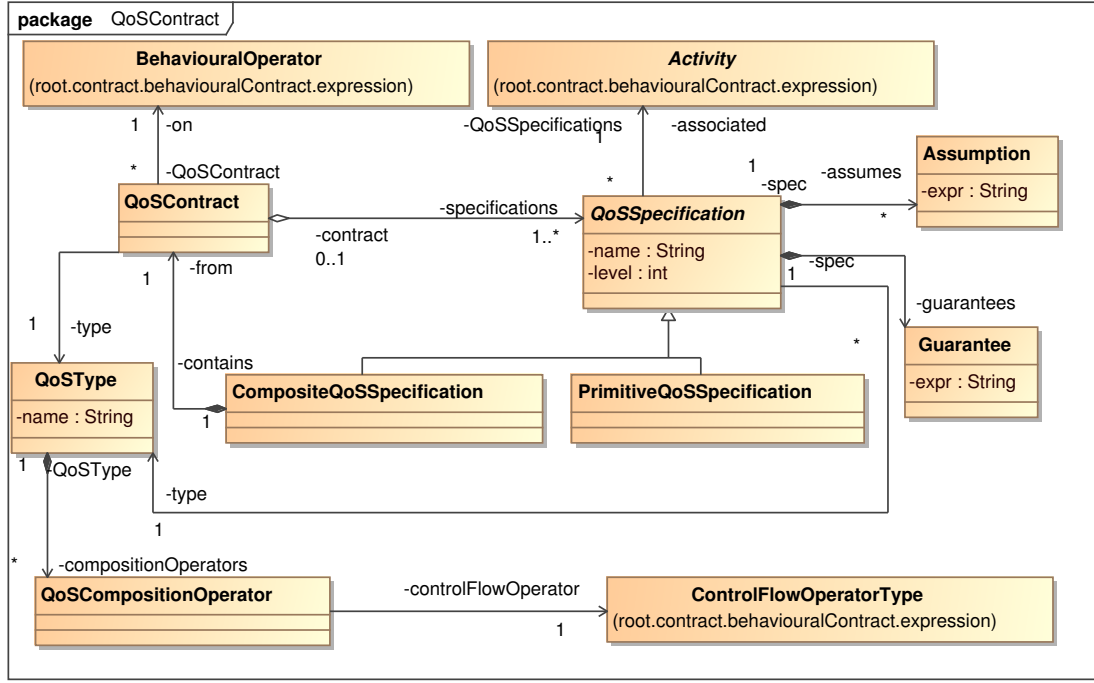 package QoSContract
BehaviouralOperator
(root.contract.behaviouralContract.expression)
Activity
(root.contract.behaviouralContract.expression)
1 -on
-QoSSpecifications
1
-associated
* -QoSContract
*
1
-spec
-assumes
*
Assumption
-expr : String
QoSContract
-specifications
1..*
-contract
0..1
QoSSpecification
-name : String
-level : int
-spec
1
-guarantees
1
-from
1
-type
*
Guarantee
-expr : String
-contains
1
QoSType
-name : String
CompositeQoSSpecification
PrimitiveQoSSpecification
1
-QoSType
-type
1
*
-compositionOperators
QoSCompositionOperator
-controlFlowOperator
1
ControlFlowOperatorType
(root.contract.behaviouralContract.expression)